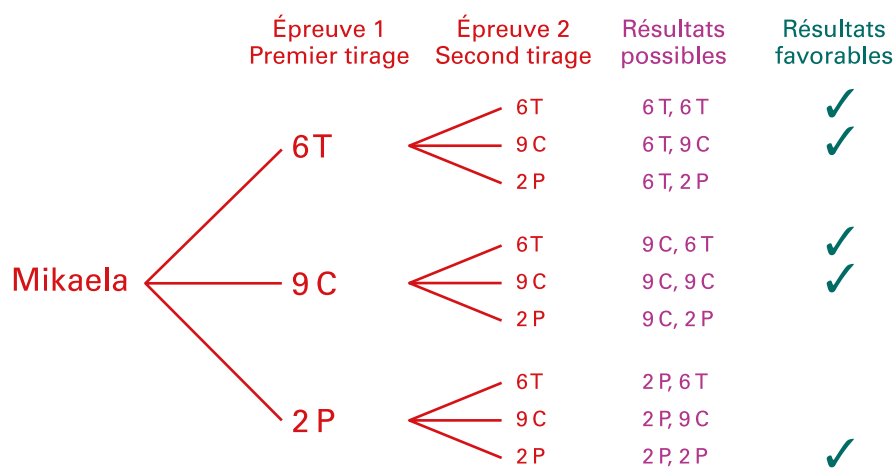 Épreuve 1 Épreuve 2 Résultats Résultats
Premier tirage Second tirage possibles favorables
6 T 6 T, 6 T ✓
6 T 9 C 6 T, 9 C ✓
2 P 6 T, 2 P
6 T 9 C, 6 T ✓
Mikaela 9 C 9 C 9 C, 9 C ✓
2 P 9 C, 2 P
6 T 2 P, 6 T
2 P 9 C 2 P, 9 C
2 P 2 P, 2 P ✓